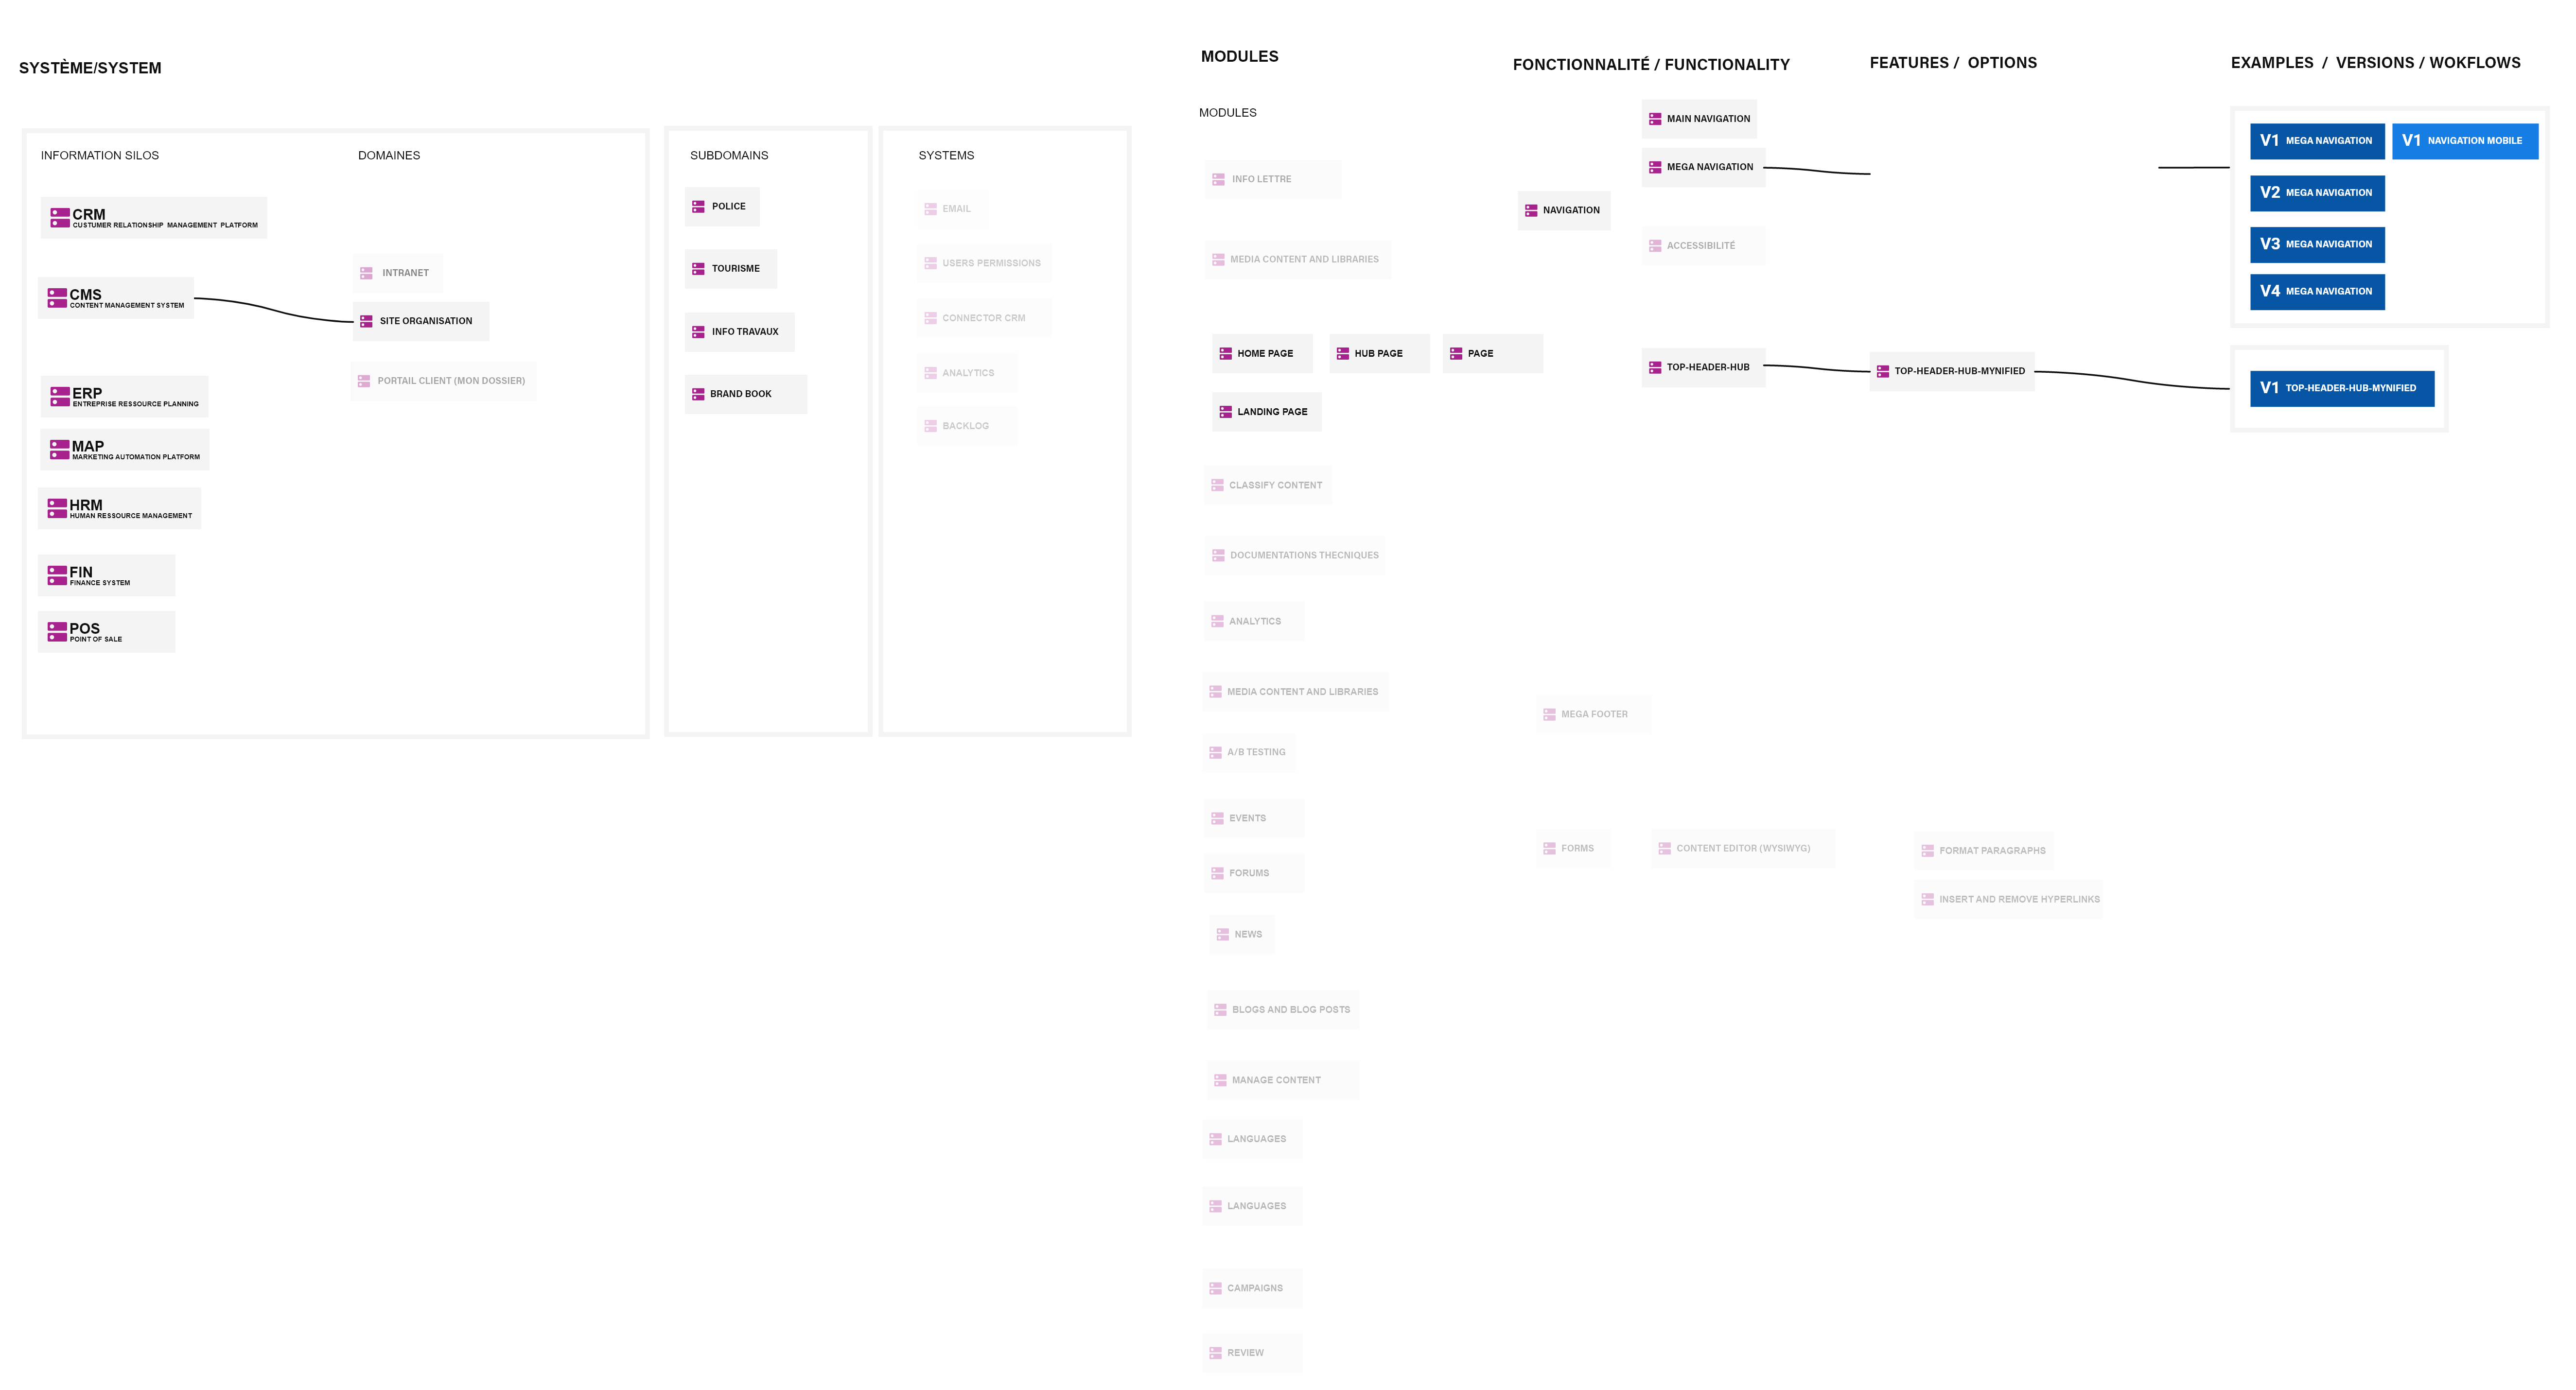 SYSTÈME/SYSTEM
INFORMATION SILOS
CRM
CUSTUMER RELATIONSHIP MANAGEMENT PLATFORM
CMS
CONTENT MANAGEMENT SYSTEM
ERP
ENTREPRISE RESSOURCE PLANNING
MAP
MARKETING AUTOMATION PLATFORM
HRM
HUMAN RESSOURCE MANAGEMENT
FIN
FINANCE SYSTEM
POS
POINT OF SALE
DOMAINES
INTRANET
SITE ORGANISATION
PORTAIL CLIENT (MON DOSSIER)
SUBDOMAINS
POLICE
TOURISME
INFO TRAVAUX
BRAND BOOK
SYSTEMS
EMAIL
USERS PERMISSIONS
CONNECTOR CRM
ANALYTICS
BACKLOG
MODULES
MODULES
INFO LETTRE
MEDIA CONTENT AND LIBRARIES
HOME PAGE
HUB PAGE
PAGE
LANDING PAGE
CLASSIFY CONTENT
DOCUMENTATIONS THECNIQUES
ANALYTICS
MEDIA CONTENT AND LIBRARIES
A/B TESTING
EVENTS
FORUMS
NEWS
BLOGS AND BLOG POSTS
MANAGE CONTENT
LANGUAGES
LANGUAGES
CAMPAIGNS
REVIEW
FONCTIONNALITÉ / FUNCTIONALITY
MAIN NAVIGATION
MEGA NAVIGATION
NAVIGATION
ACCESSIBILITÉ
TOP-HEADER-HUB
MEGA FOOTER
FORMS
CONTENT EDITOR (WYSIWYG)
FEATURES / OPTIONS
TOP-HEADER-HUB-MYNIFIED
FORMAT PARAGRAPHS
INSERT AND REMOVE HYPERLINKS
EXAMPLES / VERSIONS / WOKFLOWS
V1 MEGA NAVIGATION
V1 NAVIGATION MOBILE
V2 MEGA NAVIGATION
V3 MEGA NAVIGATION
V4 MEGA NAVIGATION
V1 TOP-HEADER-HUB-MYNIFIED